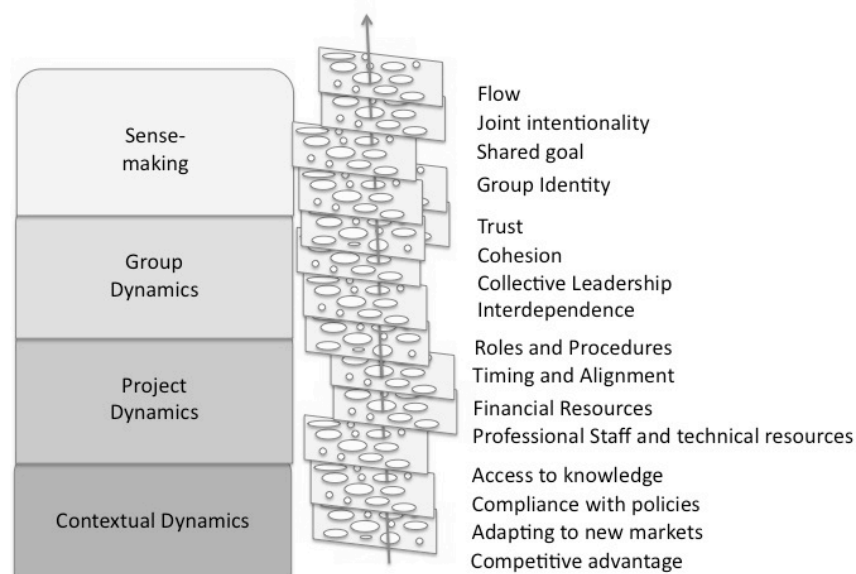 Sense-
making
Flow
Joint intentionality
Shared goal
Group Identity
Group
Dynamics
Trust
Cohesion
Collective Leadership
Interdependence
Project
Dynamics
Roles and Procedures
Timing and Alignment
Financial Resources
Professional Staff and technical resources
Contextual Dynamics
Access to knowledge
Compliance with policies
Adapting to new markets
Competitive advantage